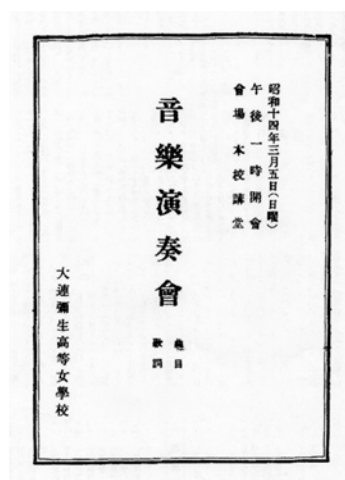 昭和十四年三月五日(日曜)
午後一時開會
會場 本校講堂
音樂演奏會
曲目
歌詞
大連彌生高等女學校